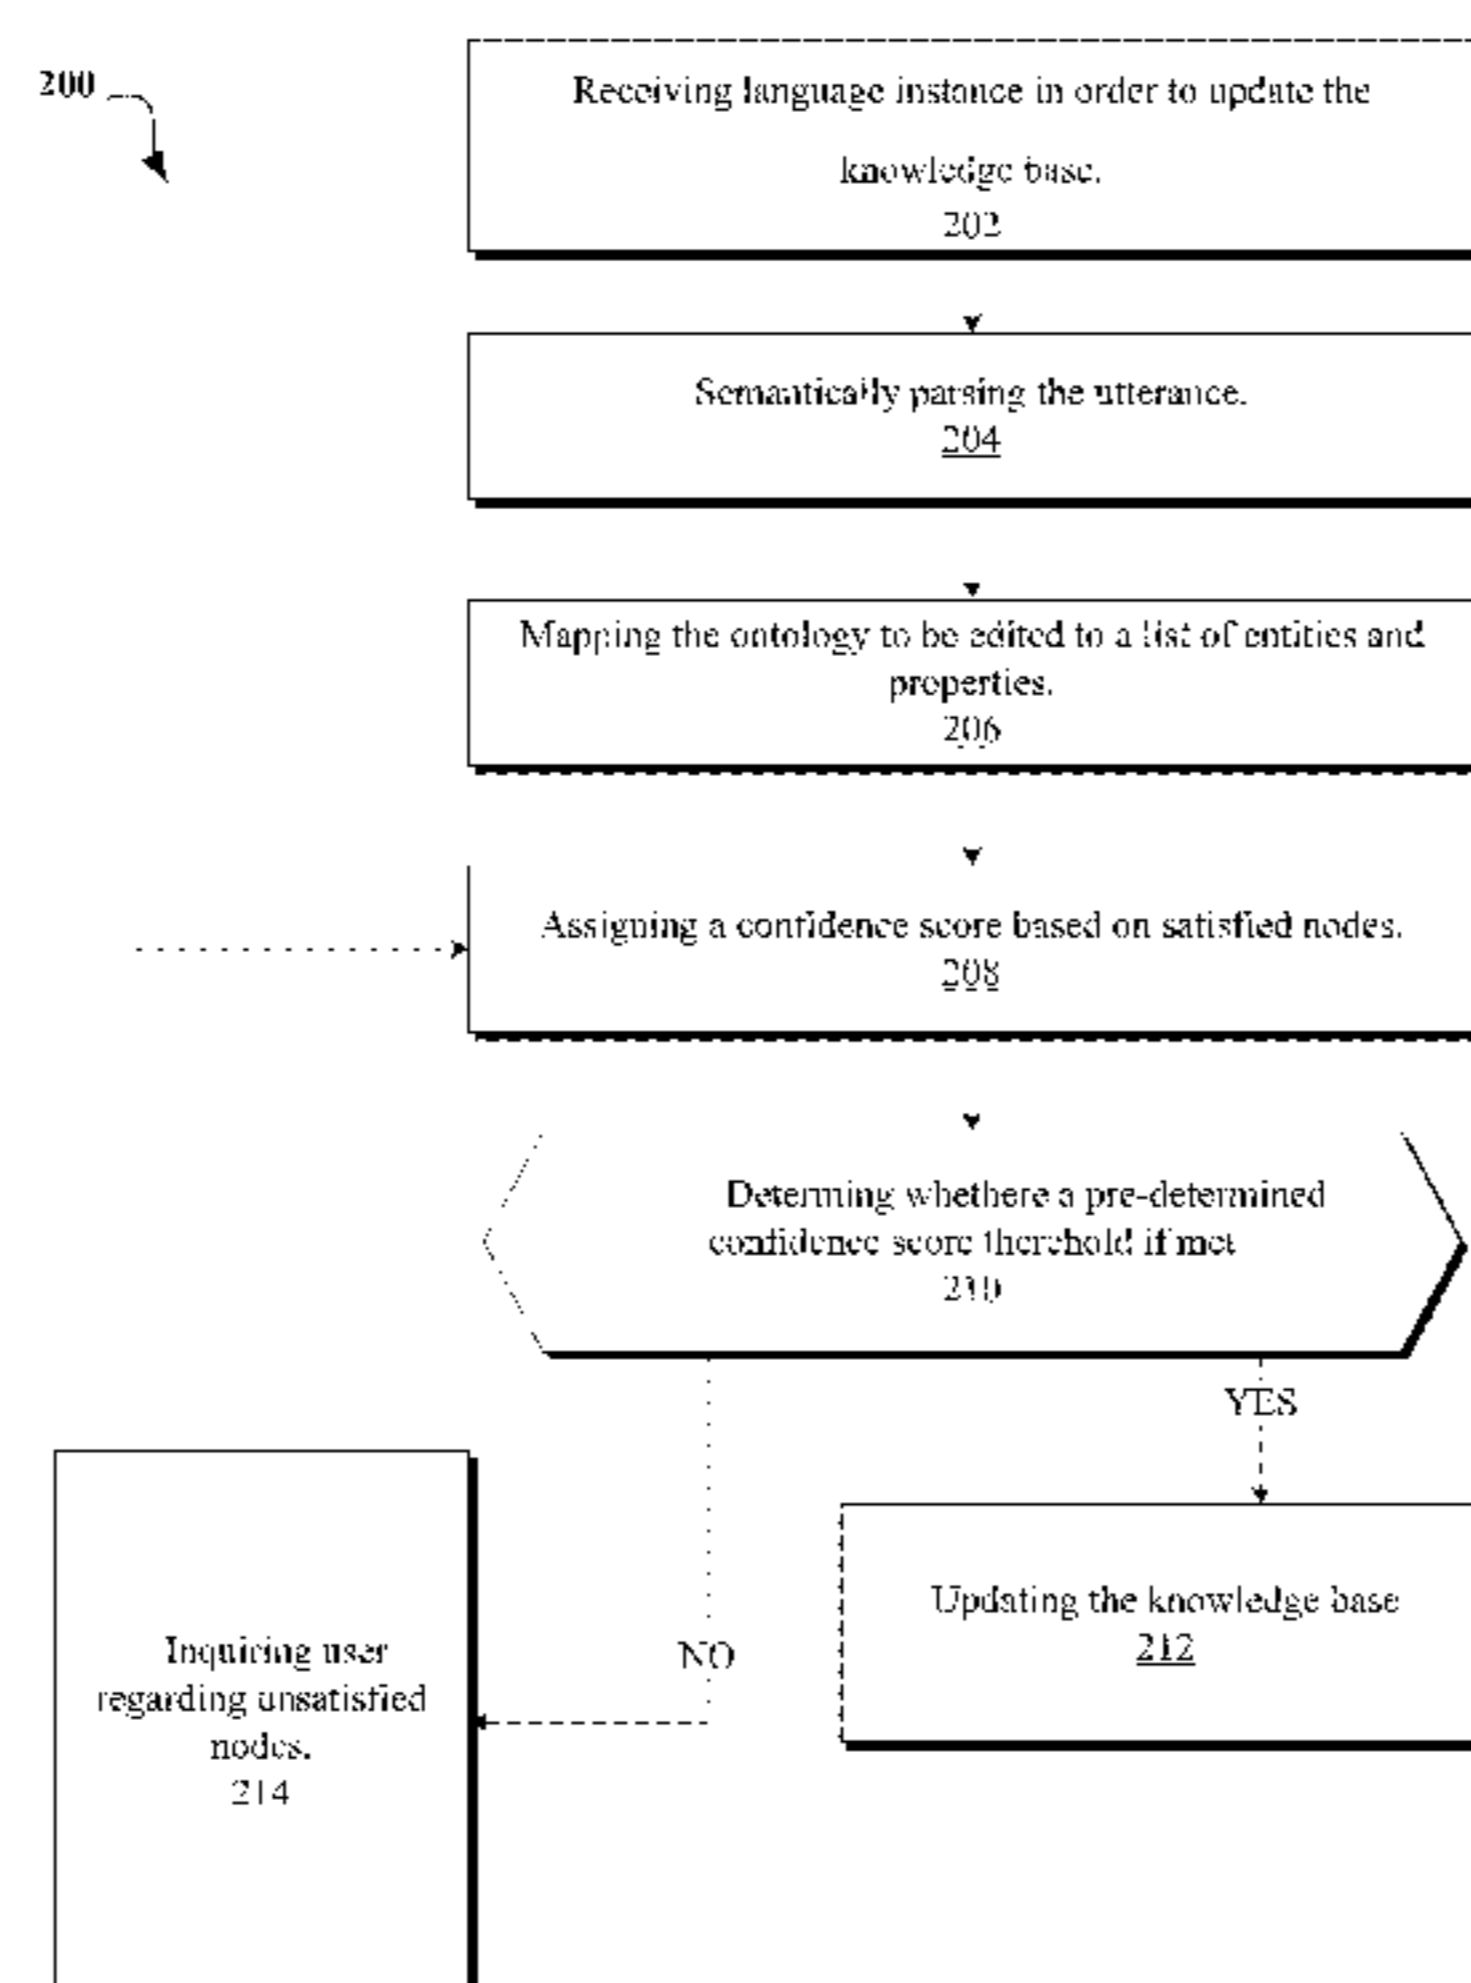 200
Receiving language instance in order to update the
knowledge base.
202
Semantically parsing the utterance.
204
Mapping the ontology to be edited to a list of entities and
properties.
206
Assigning a confidence score based on satisfied nodes.
208
Determing whethere a pre-determined
confidence score therehold if met
210
YES
Updating the knowledge base
212
NO
Inquiring user
regarding unsatisfied
nodes.
214